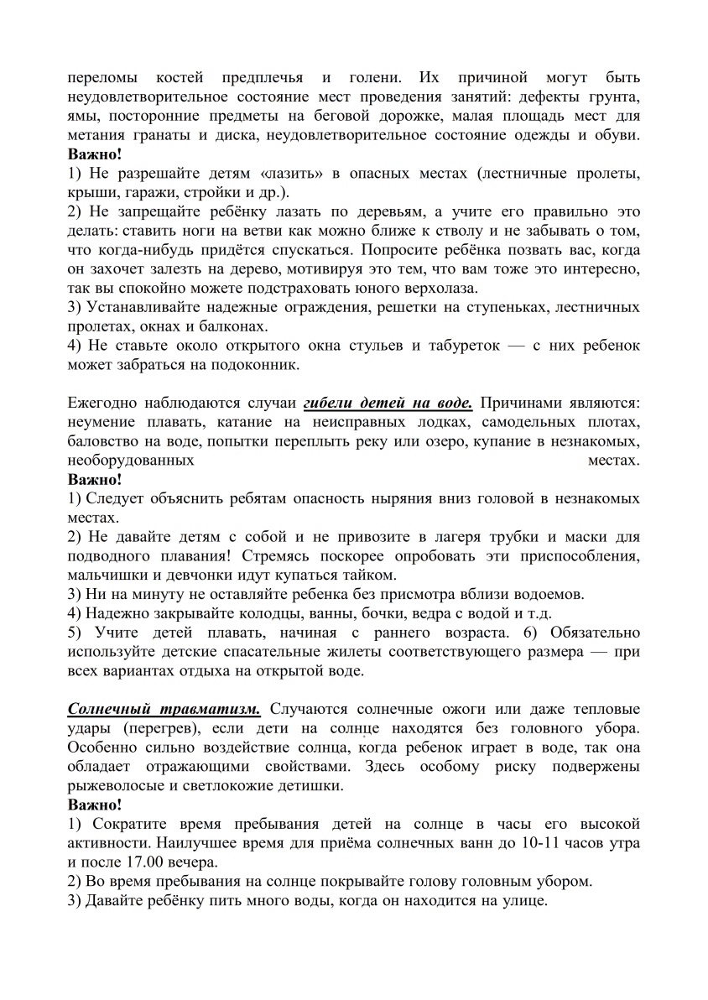 переломы костей предплечья и голени. Их причиной могут быть
неудовлетворительное состояние мест проведения занятий: дефекты грунта,
ямы, посторонние предметы на беговой дорожке, малая площадь мест для
метания гранаты и диска, неудовлетворительное состояние одежды и обуви.
Важно!
1) Не разрешайте детям «лазить» в опасных местах (лестничные пролеты,
крыши, гаражи, стройки и др.).
2) Не запрещайте ребёнку лазать по деревьям, а учите его правильно это
делать: ставить ноги на ветви как можно ближе к стволу и не забывать о том,
что когда-нибудь придётся спускаться. Попросите ребёнка позвать вас, когда
он захочет залезть на дерево, мотивируя это тем, что вам тоже это интересно,
так вы спокойно можете подстраховать юного верхолаза.
3) Устанавливайте надежные ограждения, решетки на ступеньках, лестничных
пролетах, окнах и балконах.
4) Не ставьте около открытого окна стульев и табуреток — с них ребенок
может забраться на подоконник.
Ежегодно наблюдаются случаи гибели детей на воде. Причинами являются:
неумение плавать, катание на неисправных лодках, самодельных плотах,
баловство на воде, попытки переплыть реку или озеро, купание в незнакомых,
необорудованных местах.
Важно!
1) Следует объяснить ребятам опасность ныряния вниз головой в незнакомых
местах.
2) Не давайте детям с собой и не привозите в лагеря трубки и маски для
подводного плавания! Стремясь поскорее опробовать эти приспособления,
мальчишки и девчонки идут купаться тайком.
3) Ни на минуту не оставляйте ребенка без присмотра вблизи водоемов.
4) Надежно закрывайте колодцы, ванны, бочки, ведра с водой и т.д.
5) Учите детей плавать, начиная с раннего возраста. 6) Обязательно
используйте детские спасательные жилеты соответствующего размера — при
всех вариантах отдыха на открытой воде.
Солнечный травматизм. Случаются солнечные ожоги или даже тепловые
удары (перегрев), если дети на солнце находятся без головного убора.
Особенно сильно воздействие солнца, когда ребенок играет в воде, так она
обладает отражающими свойствами. Здесь особому риску подвержены
рыжеволосые и светлокожие детишки.
Важно!
1) Сократите время пребывания детей на солнце в часы его высокой
активности. Наилучшее время для приёма солнечных ванн до 10-11 часов утра
и после 17.00 вечера.
2) Во время пребывания на солнце покрывайте голову головным убором.
3) Давайте ребёнку пить много воды, когда он находится на улице.